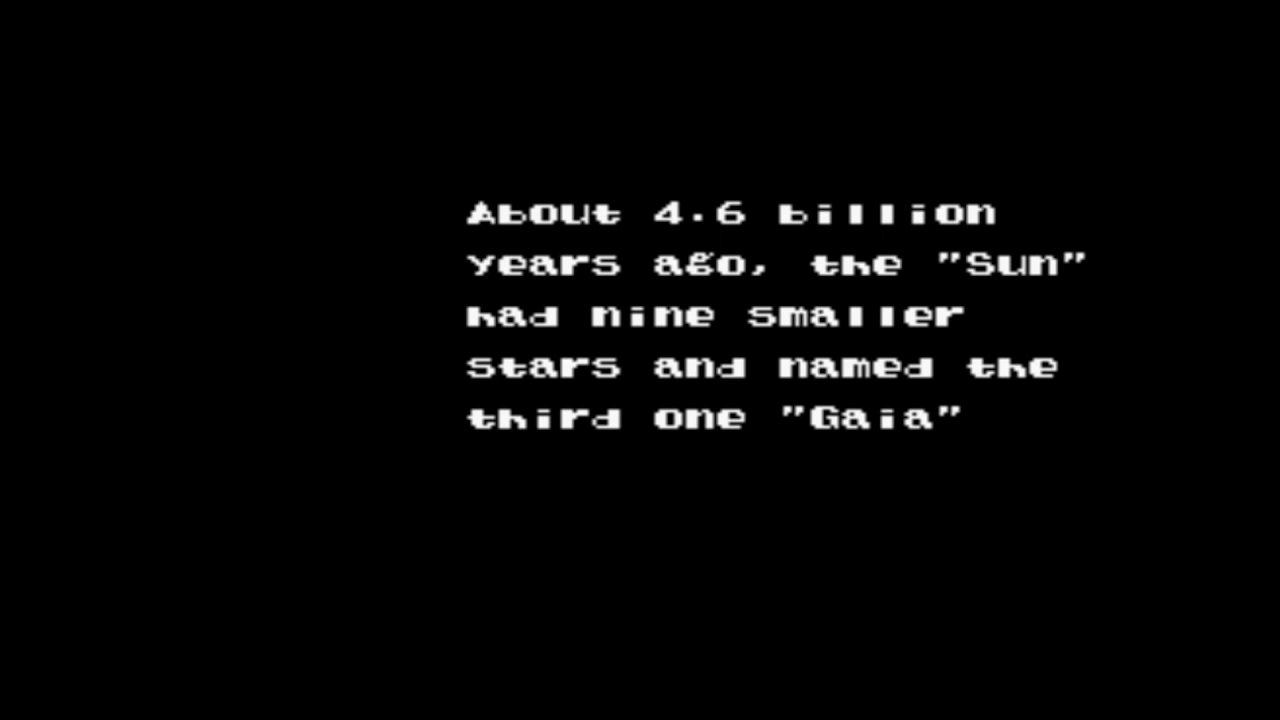 About 4.6 billion
years ago, the "Sun"
had nine smaller
stars and named the
third one "Gaia"